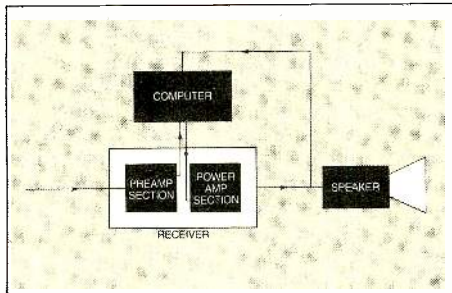 COMPUTER
PREAMP
SECTION
POWER
AMP
SECTION
SPEAKER
RECEIVER